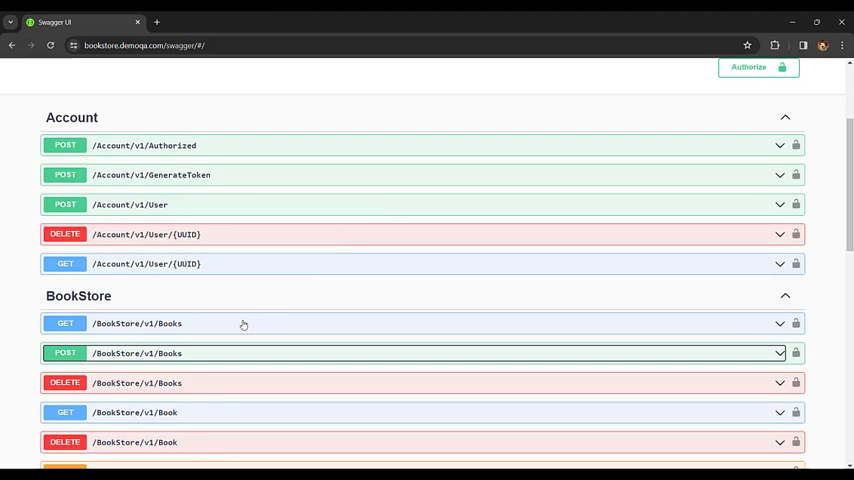 Swagger UI
bookstore.demoqa.com/swagger/#/
Authorize
Account
POST /Account/v1/Authorized
POST /Account/v1/GenerateToken
POST /Account/v1/User
DELETE /Account/v1/User/{UUID}
GET /Account/v1/User/{UUID}
BookStore
GET /BookStore/v1/Books
POST /BookStore/v1/Books
DELETE /BookStore/v1/Books
GET /BookStore/v1/Book
DELETE /BookStore/v1/Book